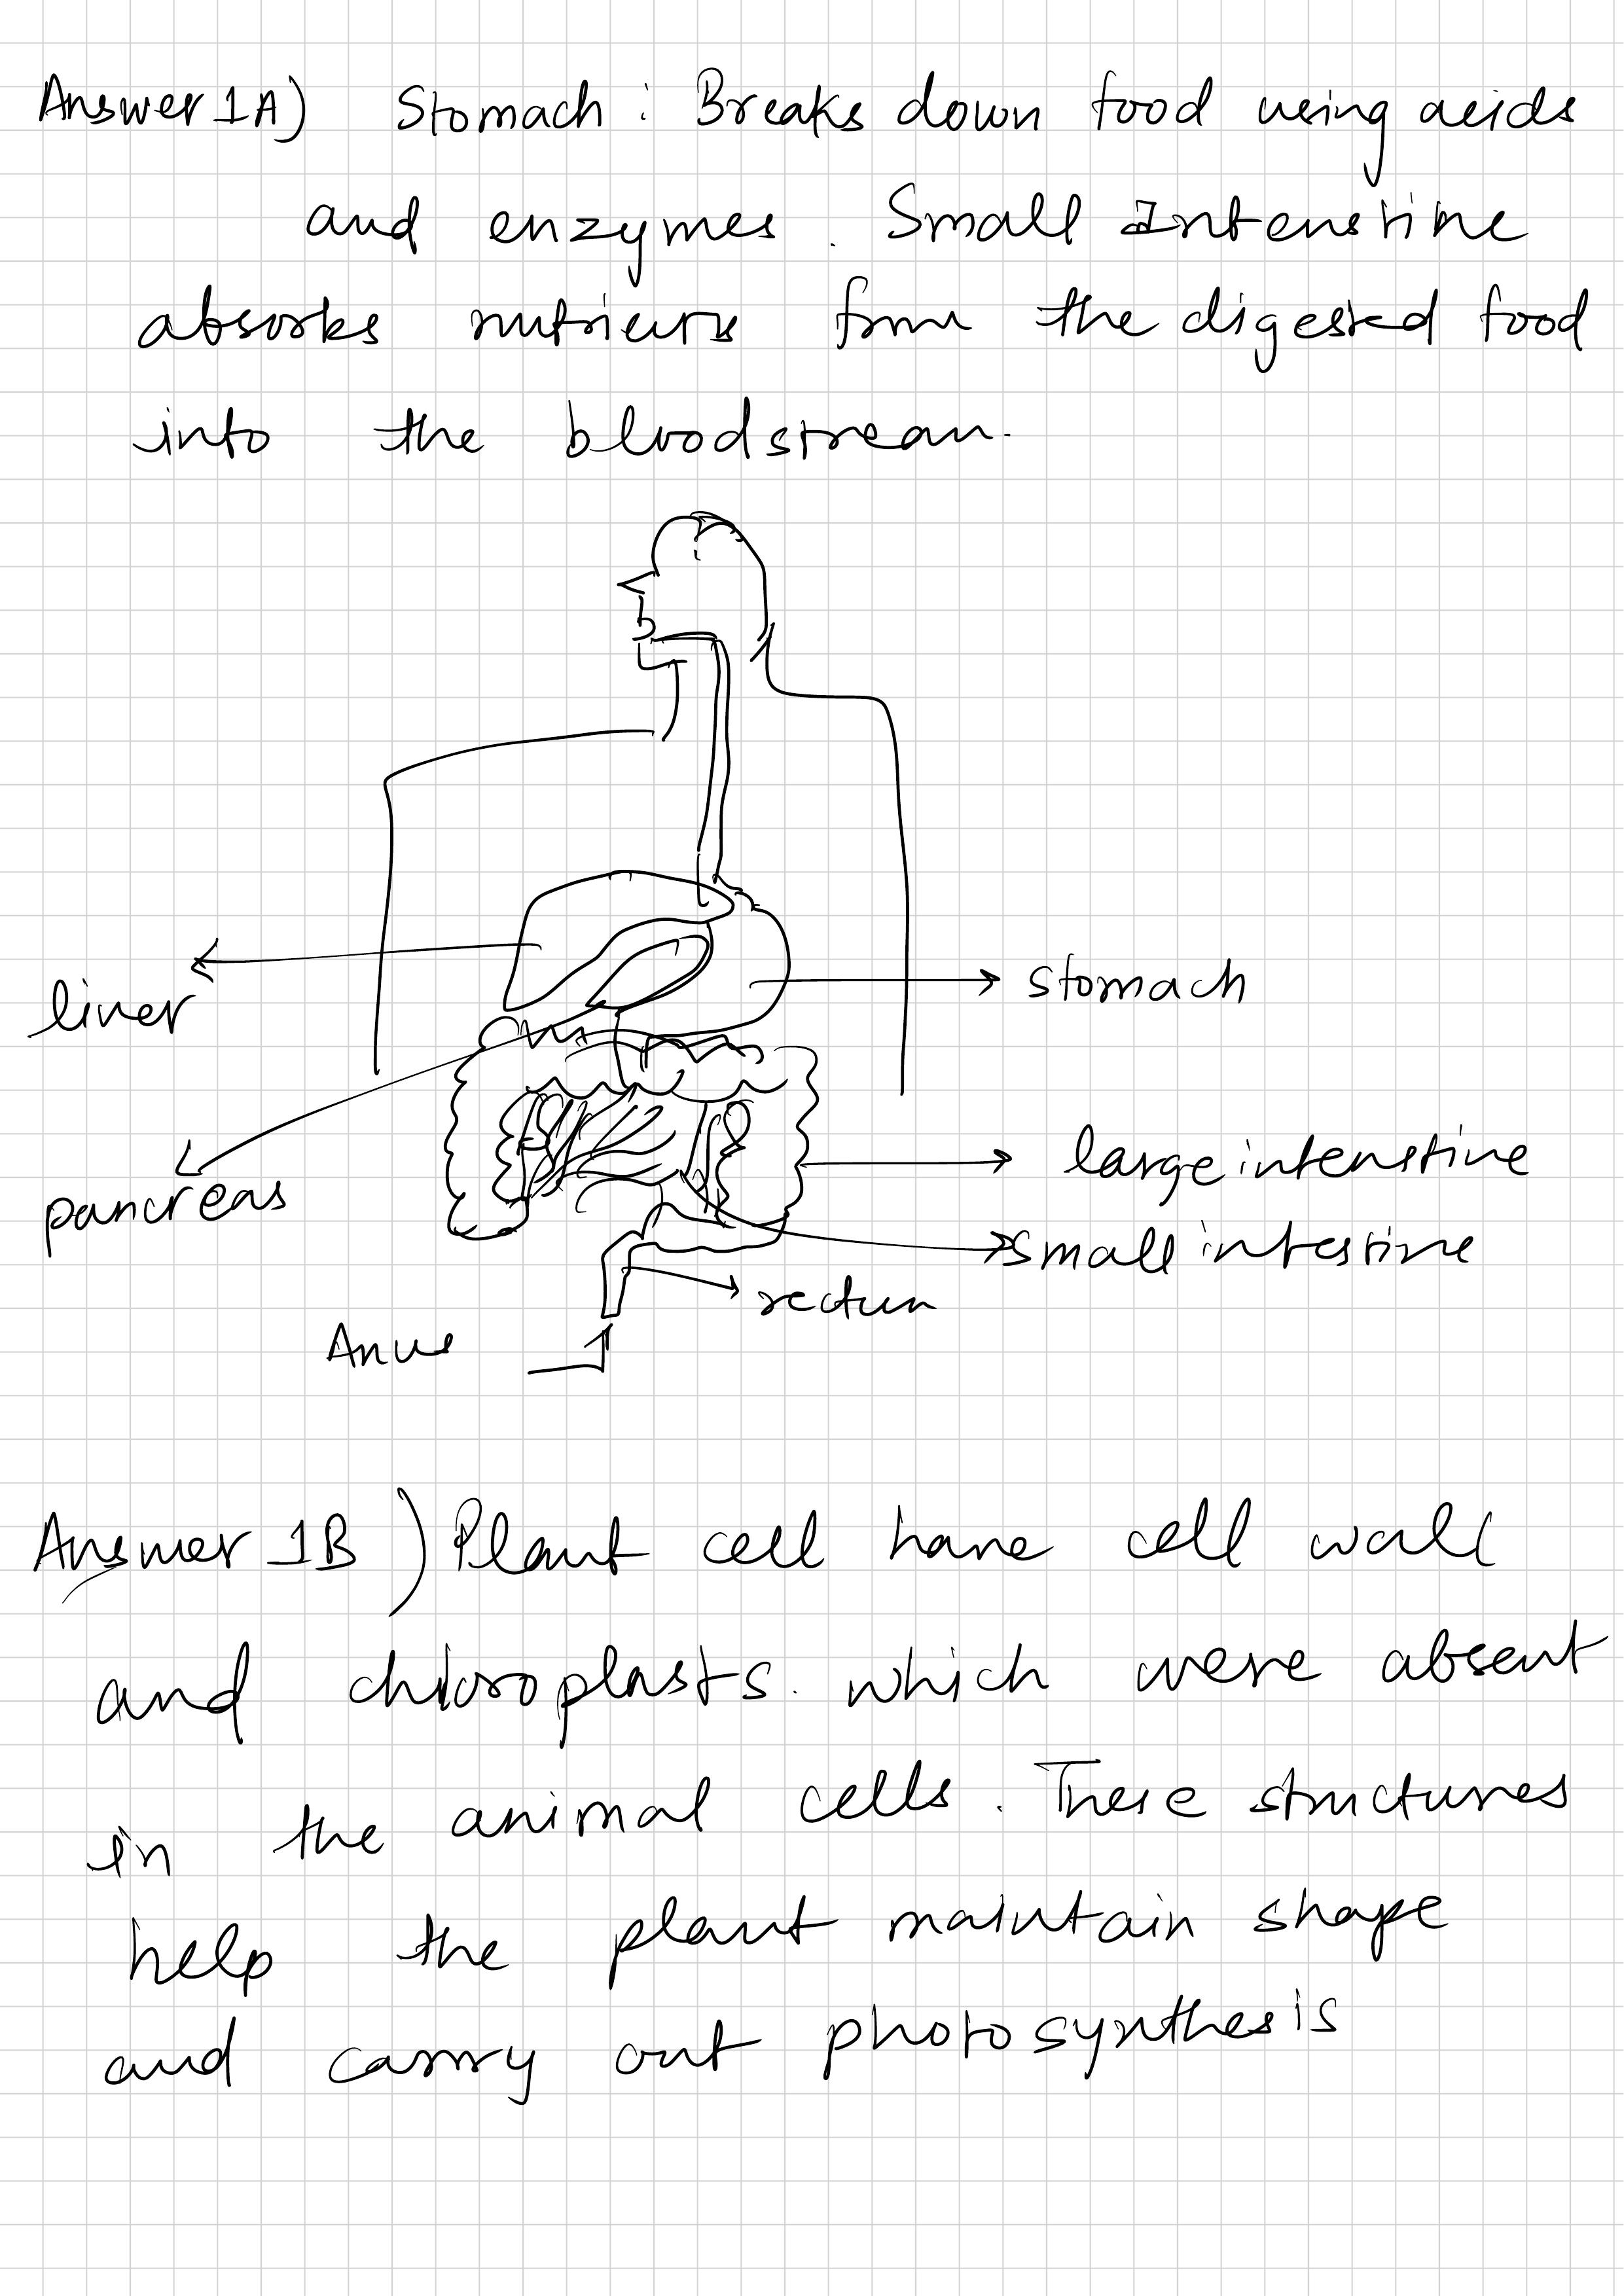 Answer 1A) Stomach : Breaks down food using acids
and enzymes. Small Intenstine
absorbs nutrients from the digested food
into the bloodstream.
liver
stomach
pancreas
large intenstine
small intestine
rectum
Anus
Answer 1B) Plant cell have cell wall
and chloroplasts. which were absent
in the animal cells. These structures
help the plant maintain shape
and carry out photosynthesis